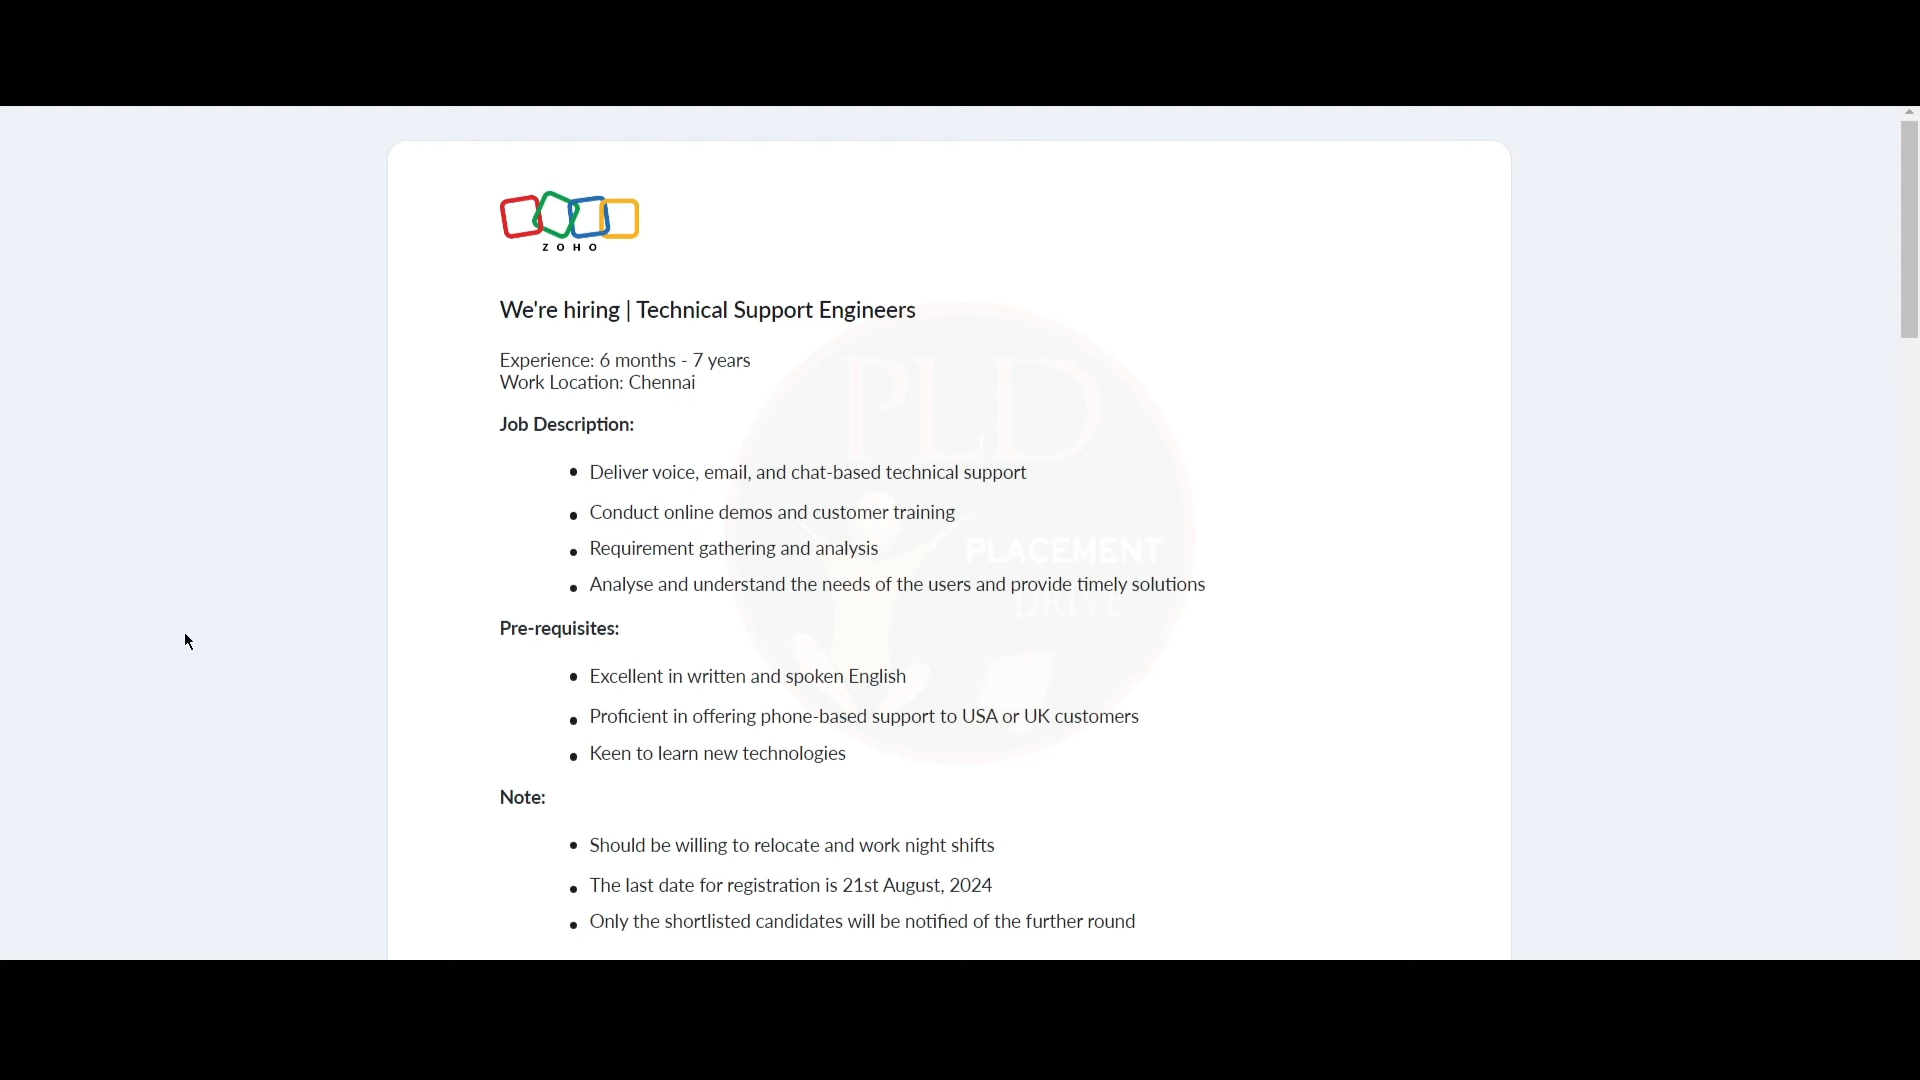 ZOHO
We're hiring | Technical Support Engineers
Experience: 6 months - 7 years
Work Location: Chennai
Job Description:
• Deliver voice, email, and chat-based technical support
• Conduct online demos and customer training
• Requirement gathering and analysis
• Analyse and understand the needs of the users and provide timely solutions
Pre-requisites:
• Excellent in written and spoken English
• Proficient in offering phone-based support to USA or UK customers
• Keen to learn new technologies
Note:
• Should be willing to relocate and work night shifts
• The last date for registration is 21st August, 2024
• Only the shortlisted candidates will be notified of the further round
PLD
PLACEMENT
DRIVE